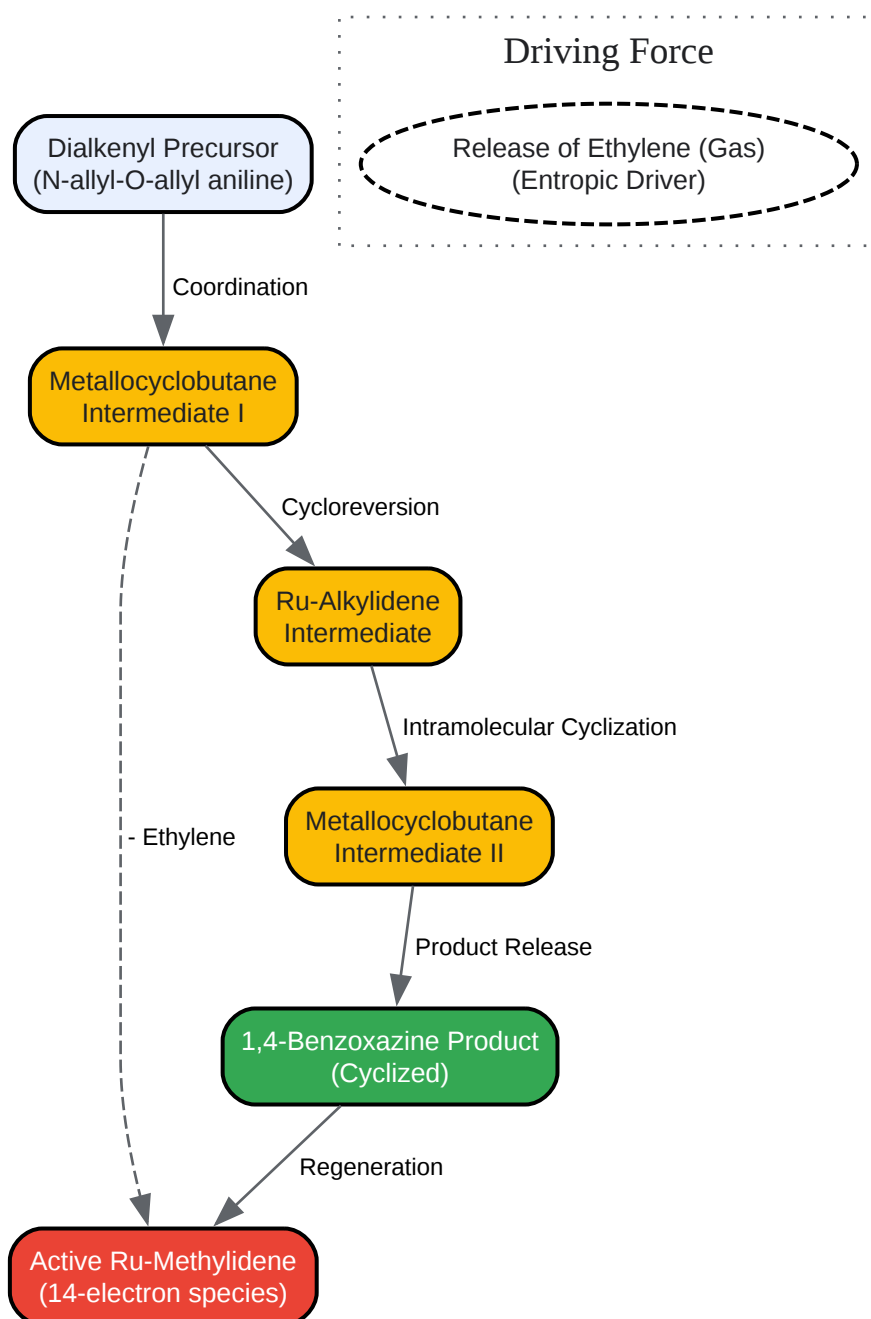 Driving Force
Release of Ethylene (Gas)
(Entropic Driver)
Dialkenyl Precursor
(N-allyl-O-allyl aniline)
Coordination
Metallocyclobutane
Intermediate I
Cycloreversion
Ru-Alkylidene
Intermediate
Intramolecular Cyclization
Metallocyclobutane
Intermediate II
- Ethylene
Product Release
1,4-Benzoxazine Product
(Cyclized)
Regeneration
Active Ru-Methylidene
(14-electron species)